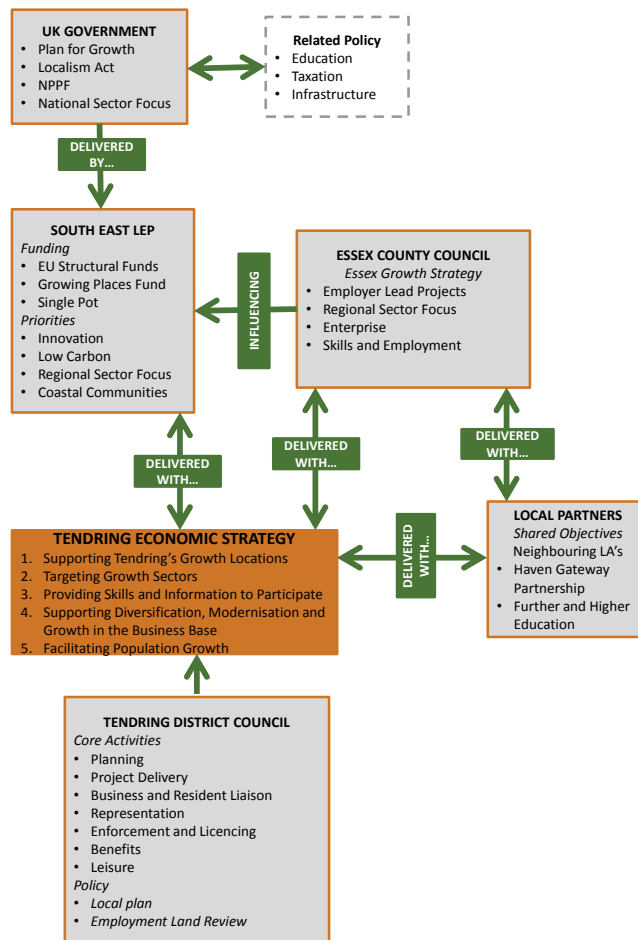 UK GOVERNMENT
• Plan for Growth
• Localism Act
• NPPF
• National Sector Focus
Related Policy
• Education
• Taxation
• Infrastructure
DELIVERED
BY...
SOUTH EAST LEP
Funding
• EU Structural Funds
• Growing Places Fund
• Single Pot
Priorities
• Innovation
• Low Carbon
• Regional Sector Focus
• Coastal Communities
INFLUENCING
ESSEX COUNTY COUNCIL
Essex Growth Strategy
• Employer Lead Projects
• Regional Sector Focus
• Enterprise
• Skills and Employment
DELIVERED
WITH...
DELIVERED
WITH...
DELIVERED
WITH...
TENDRING ECONOMIC STRATEGY
1. Supporting Tendring's Growth Locations
2. Targeting Growth Sectors
3. Providing Skills and Information to Participate
4. Supporting Diversification, Modernisation and
Growth in the Business Base
5. Facilitating Population Growth
DELIVERED
WITH...
LOCAL PARTNERS
Shared Objectives
Neighbouring LA's
• Haven Gateway
Partnership
• Further and Higher
Education
TENDRING DISTRICT COUNCIL
Core Activities
• Planning
• Project Delivery
• Business and Resident Liaison
• Representation
• Enforcement and Licencing
• Benefits
• Leisure
Policy
• Local plan
• Employment Land Review